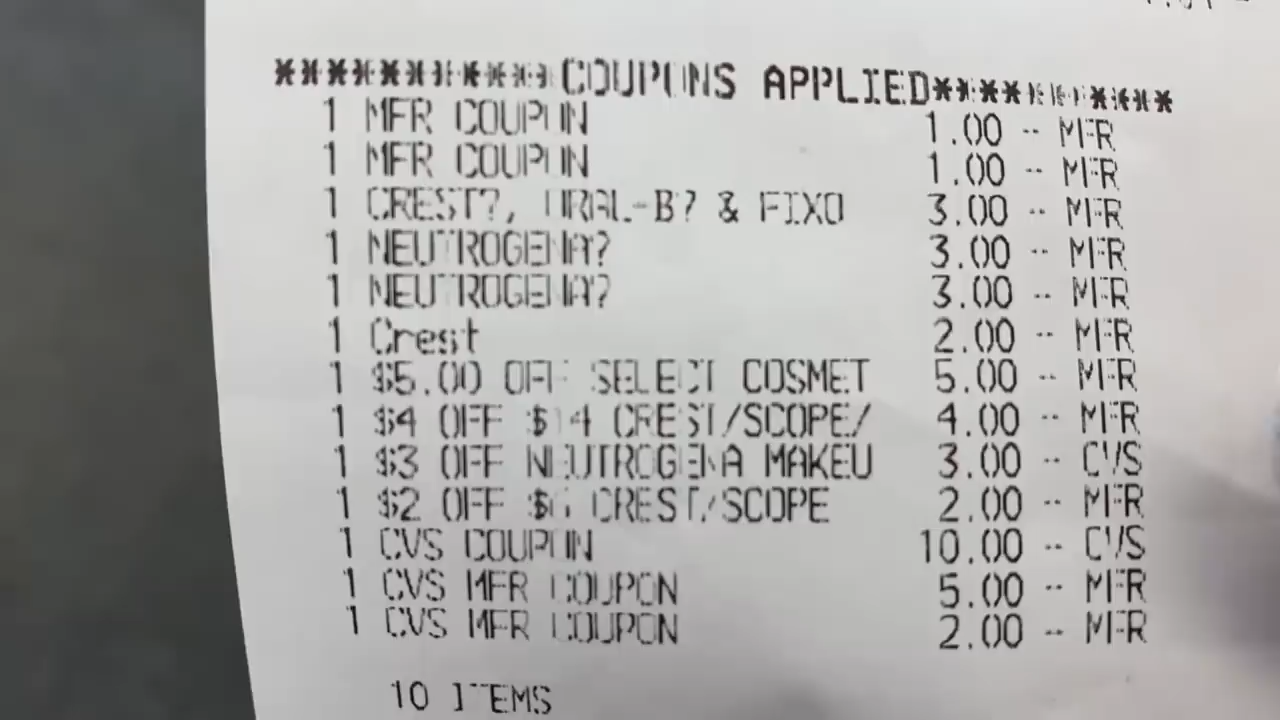 ********** COUPONS APPLIED************
1 MFR COUPON 1.00 - MFR
1 MFR COUPON 1.00 - MFR
1 CREST?, ORAL-B? & FIXO 3.00 - MFR
1 NEUTROGENA? 3.00 - MFR
1 NEUTROGENA? 3.00 - MFR
1 Crest 2.00 - MFR
1 $5.00 OFF SELECT COSMET 5.00 - MFR
1 $4 OFF $14 CREST/SCOPE/ 4.00 - MFR
1 $3 OFF NEUTROGENA MAKEU 3.00 - CVS
1 $2 OFF CREST/SCOPE 2.00 - MFR
1 CVS COUPON 10.00 - CVS
1 CVS MFR COUPON 5.00 - MFR
1 CVS MFR COUPON 2.00 - MFR
10 ITEMS